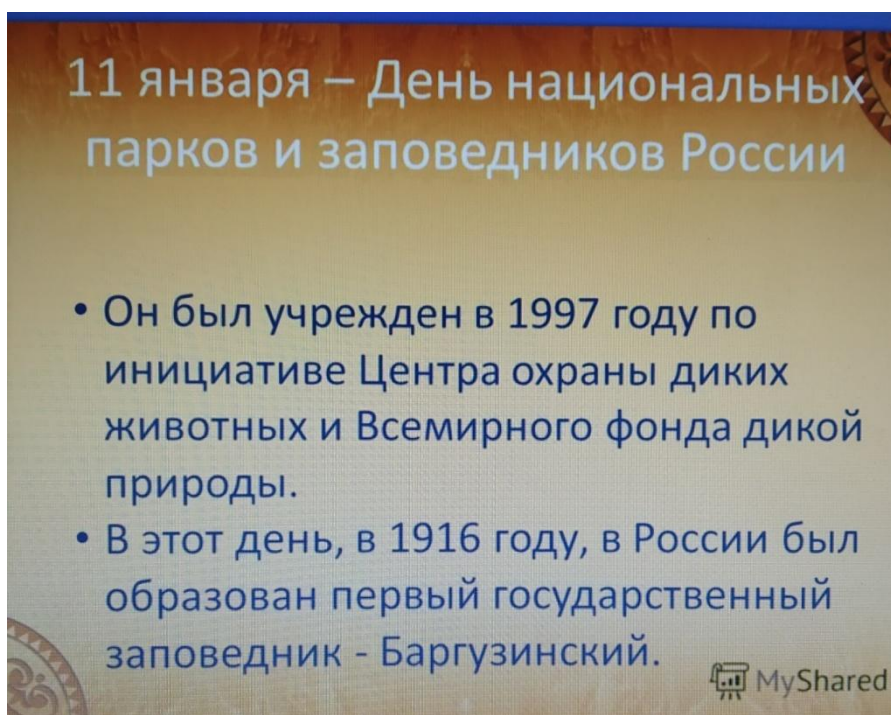 11 января – День национальных
парков и заповедников России
• Он был учрежден в 1997 году по
инициативе Центра охраны диких
животных и Всемирного фонда дикой
природы.
• В этот день, в 1916 году, в России был
образован первый государственный
заповедник - Баргузинский.
MyShared